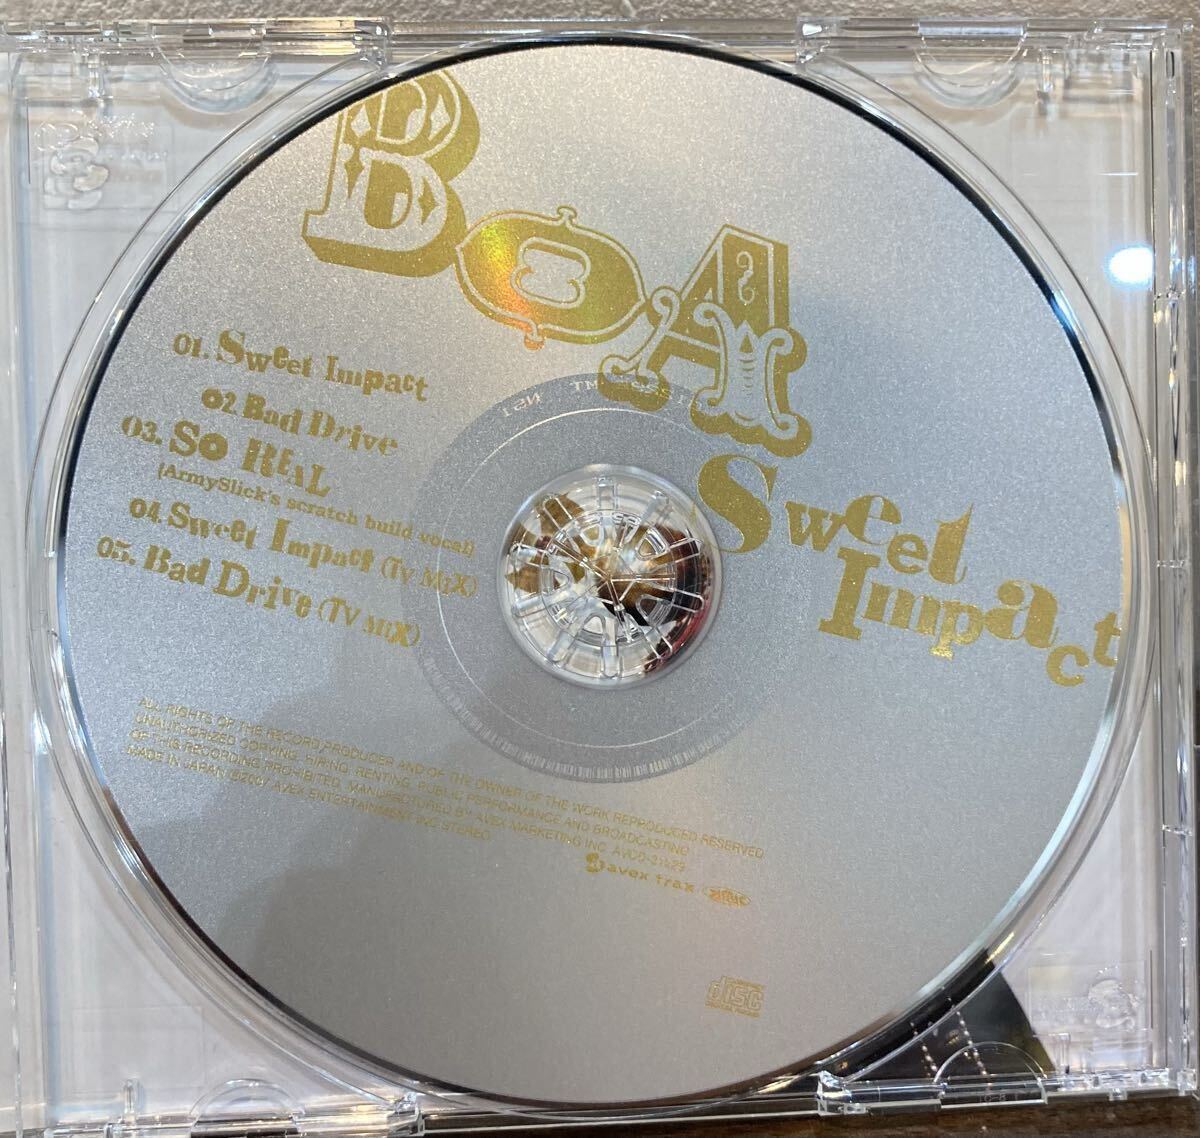 BoA
Sweet
Impact
01. Sweet Impact
02 Bad Drive
03. SO REAL
(ArmySlick's scratch build vocal)
04. Sweet Impact (TV MIX)
05. Bad Drive (TV MIX)
ALL RIGHTS OF THE RECORD PRODUCER AND OF THE OWNER OF THE WORK REPRODUCED RESERVED
UNAUTHORIZED COPYING, HIRING, RENTING, PUBLIC PERFORMANCE AND BROADCASTING
OF THIS RECORDING PROHIBITED. MANUFACTURED BY AVEX MARKETING INC.
MADE IN JAPAN ℗2007 AVEX ENTERTAINMENT INC. STEREO
avex trax
disc